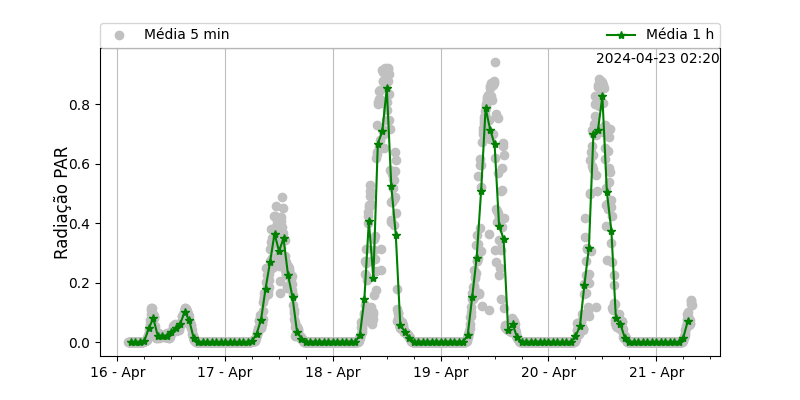 Média 5 min
Média 1 h
2024-04-23 02:20
Radiação PAR
0.8
0.6
0.4
0.2
0.0
16 - Apr
17 - Apr
18 - Apr
19 - Apr
20 - Apr
21 - Apr